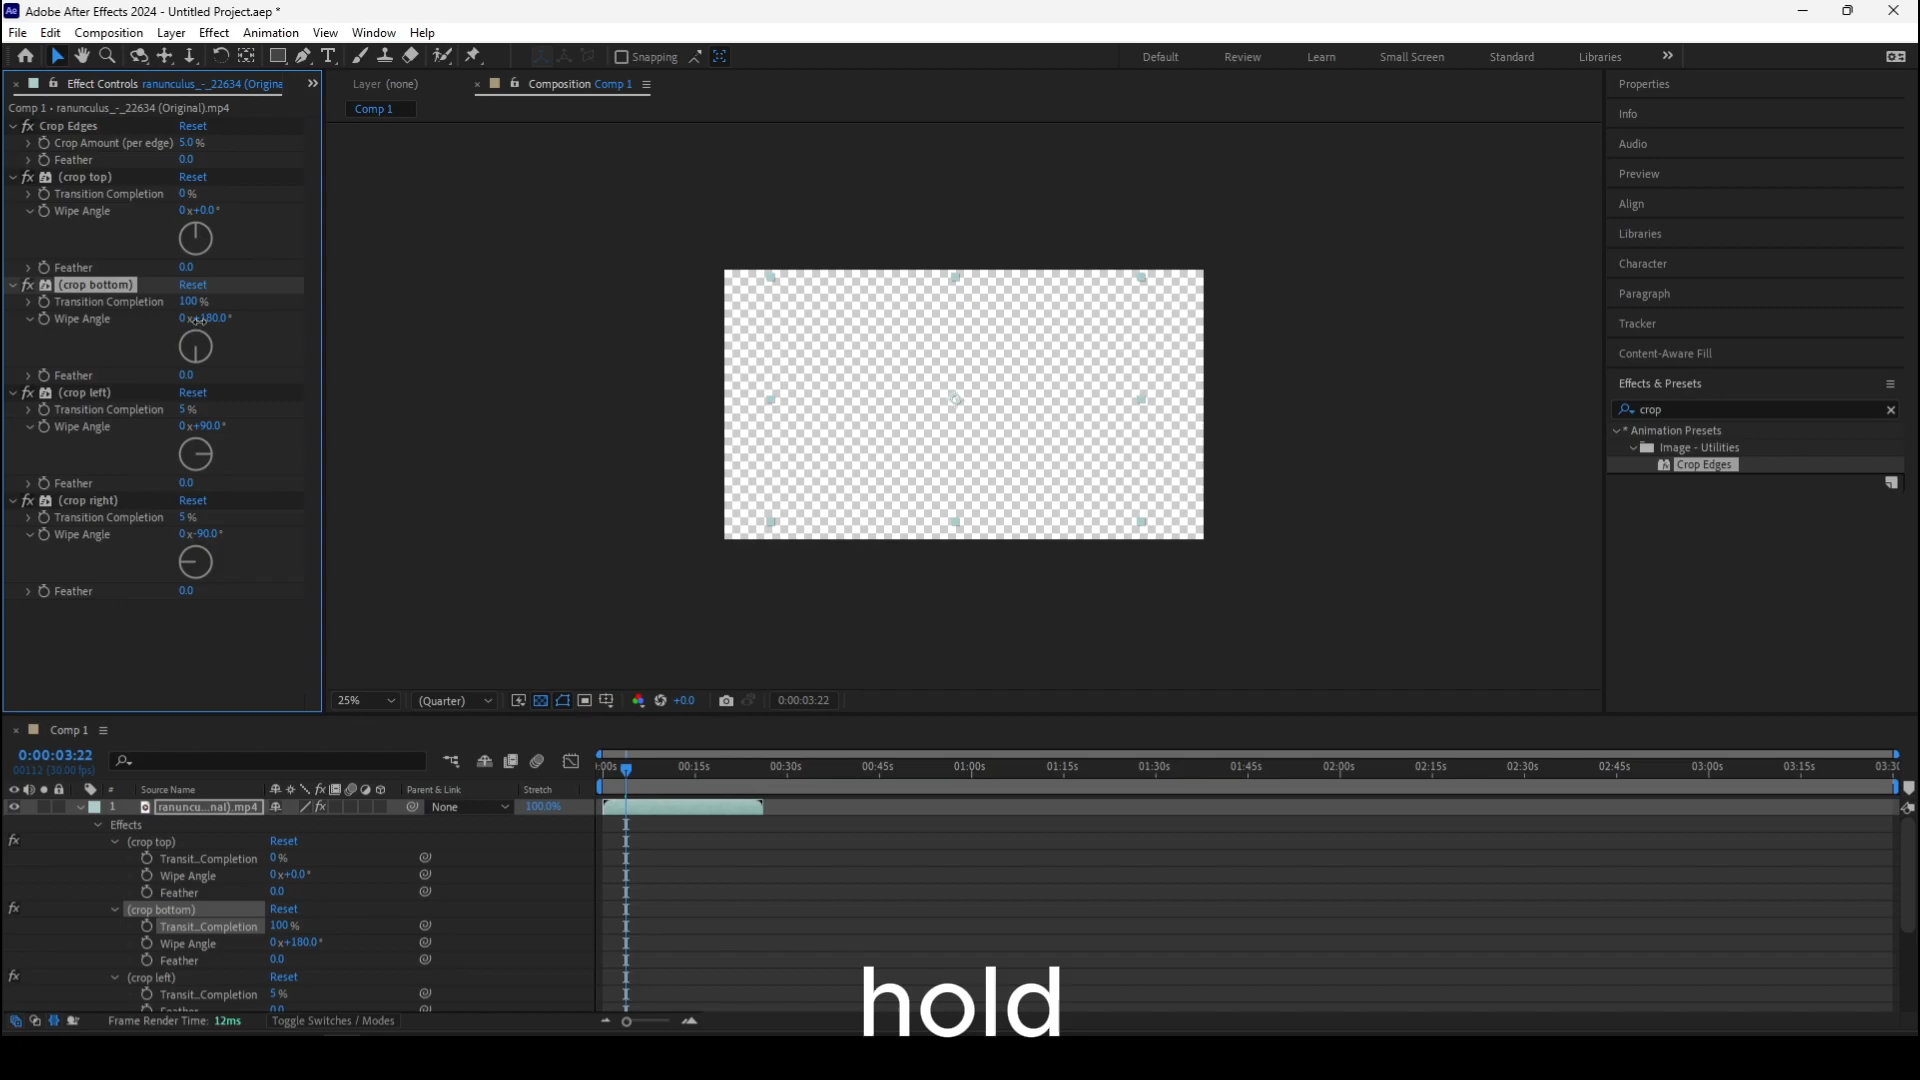 Adobe After Effects 2024 - Untitled Project.aep *
File Edit Composition Layer Effect Animation View Window Help
Snapping
Default Review Learn Small Screen Standard Libraries
Effect Controls ranunculus_-_22634 (Origina
Comp 1 • ranunculus_-_22634 (Original).mp4
fx Crop Edges Reset
Crop Amount (per edge) 5.0 %
Feather 0.0
fx (crop top) Reset
Transition Completion 0 %
Wipe Angle 0 x+0.0 °
Feather 0.0
fx (crop bottom) Reset
Transition Completion 100 %
Wipe Angle 0 x+180.0 °
Feather 0.0
fx (crop left) Reset
Transition Completion 5 %
Wipe Angle 0 x+90.0 °
Feather 0.0
fx (crop right) Reset
Transition Completion 5 %
Wipe Angle 0 x-90.0 °
Feather 0.0
Layer (none)
Composition Comp 1
Comp 1
25% (Quarter) +0.0 0:00:03:22
Properties
Info
Audio
Preview
Align
Libraries
Character
Paragraph
Tracker
Content-Aware Fill
Effects & Presets
crop
* Animation Presets
Image - Utilities
Crop Edges
Comp 1
0:00:03:22
00112 (30.00 fps)
:00s 00:15s 00:30s 00:45s 01:00s 01:15s 01:30s 01:45s 02:00s 02:15s 02:30s 02:45s 03:00s 03:15s 03:30
# Source Name fx Parent & Link Stretch
1 ranuncu...nal).mp4 fx None 100.0%
Effects
fx (crop top) Reset
Transit...Completion 0 %
Wipe Angle 0 x+0.0 °
Feather 0.0
fx (crop bottom) Reset
Transit...Completion 100 %
Wipe Angle 0 x+180.0 °
Feather 0.0
fx (crop left) Reset
Transit...Completion 5 %
Feather 0.0
Frame Render Time: 12ms Toggle Switches / Modes
hold